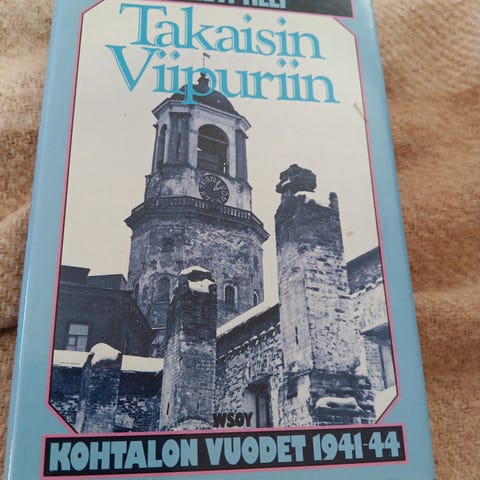 Takaisin
Viipuriin
WSOY
KOHTALON VUODET 1941-44